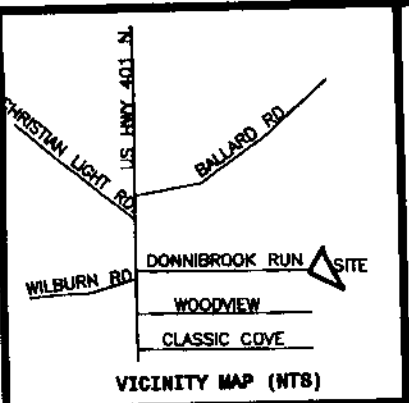 US HWY 401 N.
CHRISTIAN LIGHT RD.
BALLARD RD.
DONNIBROOK RUN
SITE
WILBURN RD
WOODVIEW
CLASSIC COVE
VICINITY MAP (NTS)